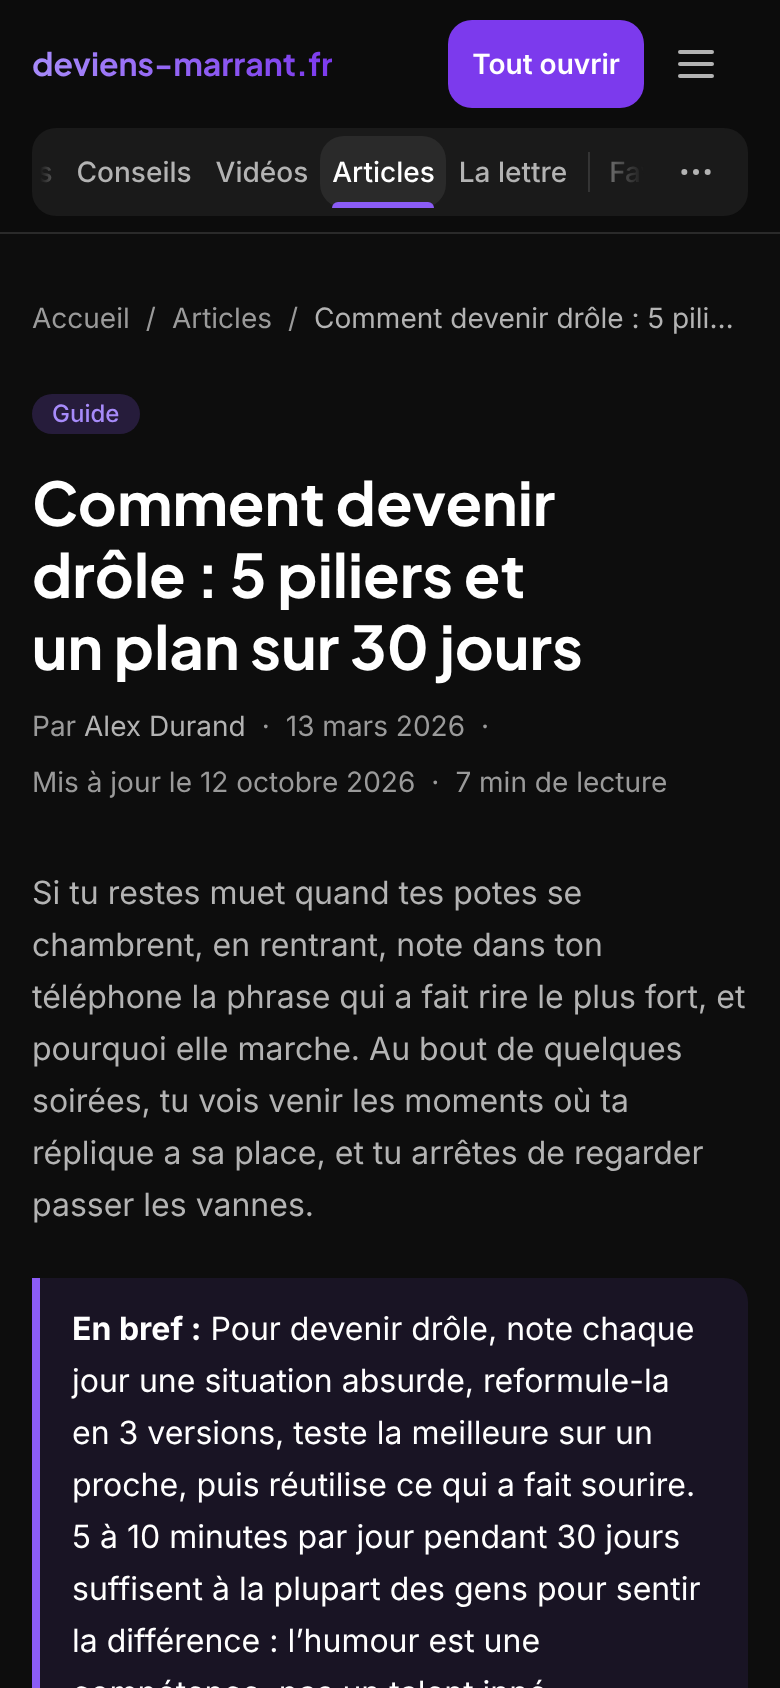 deviens-marrant.fr
Tout ouvrir
Conseils Vidéos Articles La lettre
Accueil / Articles / Comment devenir drôle : 5 pili...
Guide
Comment devenir
drôle : 5 piliers et
un plan sur 30 jours
Par Alex Durand · 13 mars 2026 ·
Mis à jour le 12 octobre 2026 · 7 min de lecture
Si tu restes muet quand tes potes se
chambrent, en rentrant, note dans ton
téléphone la phrase qui a fait rire le plus fort, et
pourquoi elle marche. Au bout de quelques
soirées, tu vois venir les moments où ta
réplique a sa place, et tu arrêtes de regarder
passer les vannes.
En bref : Pour devenir drôle, note chaque
jour une situation absurde, reformule-la
en 3 versions, teste la meilleure sur un
proche, puis réutilise ce qui a fait sourire.
5 à 10 minutes par jour pendant 30 jours
suffisent à la plupart des gens pour sentir
la différence : l’humour est une